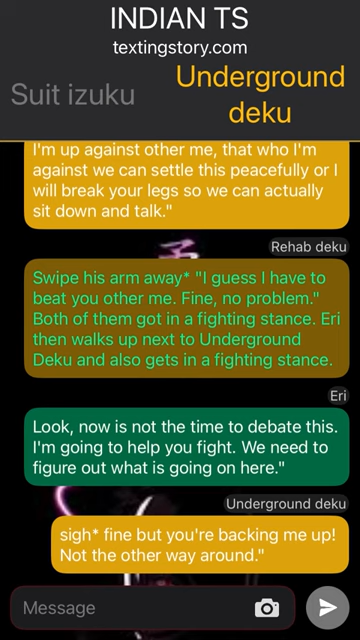 INDIAN TS
textingstory.com
Suit izuku
Underground
deku
I'm up against other me, that who I'm
against we can settle this peacefully or I
will break your legs so we can actually
sit down and talk."
Rehab deku
Swipe his arm away* "I guess I have to
beat you other me. Fine, no problem."
Both of them got in a fighting stance. Eri
then walks up next to Underground
Deku and also gets in a fighting stance.
Eri
Look, now is not the time to debate this.
I'm going to help you fight. We need to
figure out what is going on here."
Underground deku
sigh* fine but you're backing me up!
Not the other way around."
Message